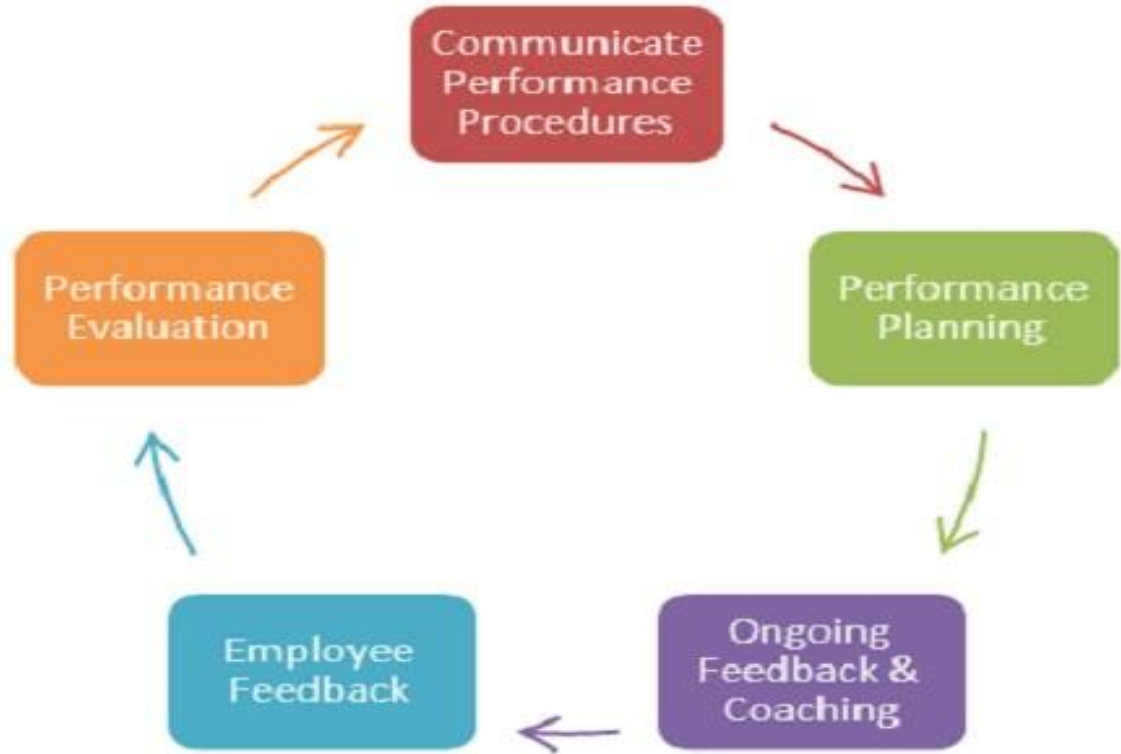 Communicate
Performance
Procedures
Performance
Planning
Ongoing
Feedback &
Coaching
Employee
Feedback
Performance
Evaluation